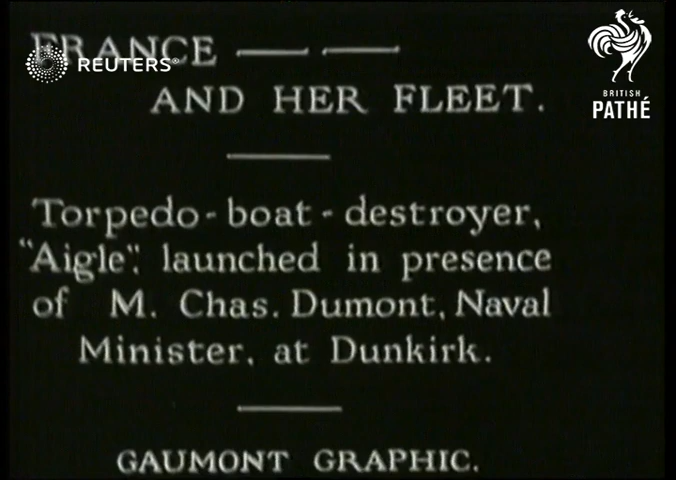 FRANCE — —
REUTERS®
AND HER FLEET.
BRITISH
PATHÉ
Torpedo-boat-destroyer,
"Aigle", launched in presence
of M. Chas. Dumont, Naval
Minister, at Dunkirk.
GAUMONT GRAPHIC.